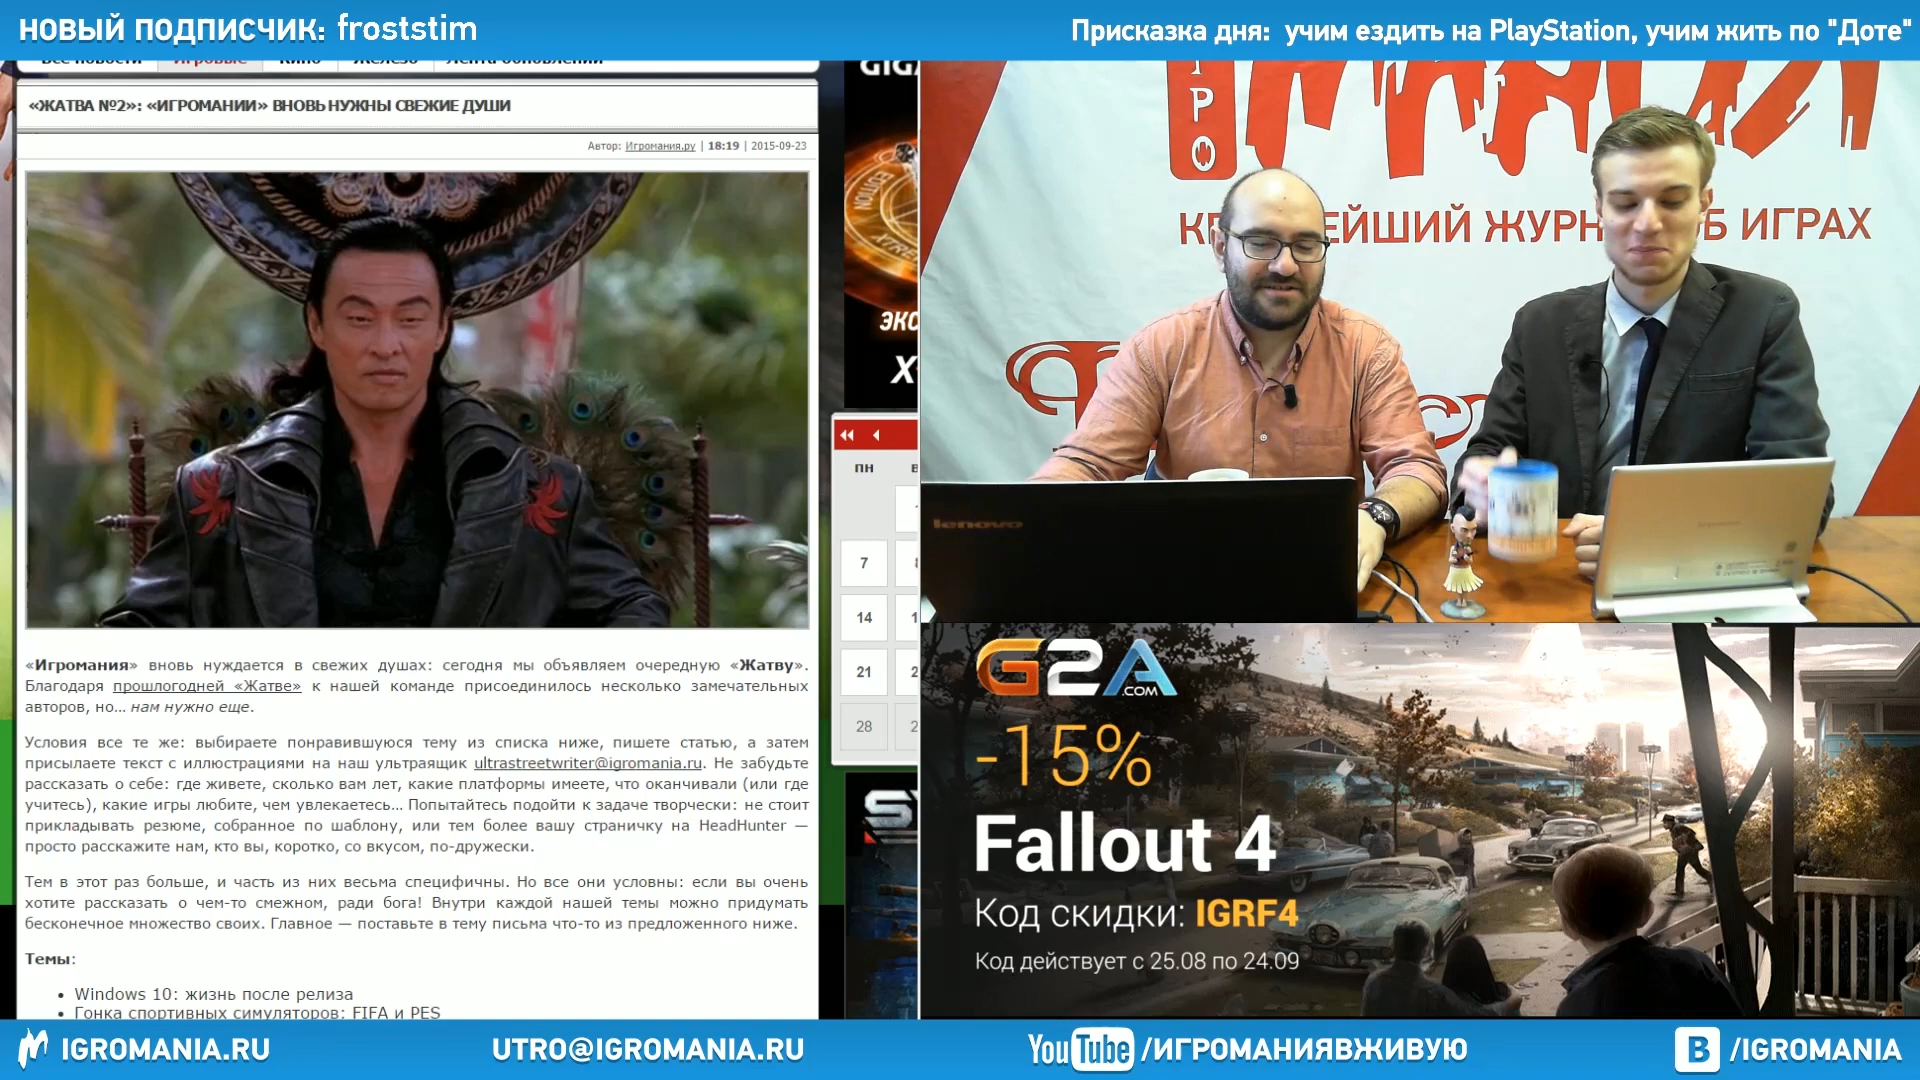 НОВЫЙ ПОДПИСЧИК: froststim
Присказка дня: учим ездить на PlayStation, учим жить по "Доте"
Все новости Игровые Кино Железо Лента обновлений
«ЖАТВА №2»: «ИГРОМАНИИ» ВНОВЬ НУЖНЫ СВЕЖИЕ ДУШИ
Автор: Игромания.ру | 18:19 | 2015-09-23
«Игромания» вновь нуждается в свежих душах: сегодня мы объявляем очередную «Жатву».
Благодаря прошлогодней «Жатве» к нашей команде присоединилось несколько замечательных
авторов, но... нам нужно еще.
Условия все те же: выбираете понравившуюся тему из списка ниже, пишете статью, а затем
присылаете текст с иллюстрациями на наш ультраящик ultrastreetwriter@igromania.ru. Не забудьте
рассказать о себе: где живете, сколько вам лет, какие платформы имеете, что оканчивали (или где
учитесь), какие игры любите, чем увлекаетесь... Попытайтесь подойти к задаче творчески: не стоит
прикладывать резюме, собранное по шаблону, или тем более вашу страничку на HeadHunter —
просто расскажите нам, кто вы, коротко, со вкусом, по-дружески.
Тем в этот раз больше, и часть из них весьма специфичны. Но все они условны: если вы очень
хотите рассказать о чем-то смежном, ради бога! Внутри каждой нашей темы можно придумать
бесконечное множество своих. Главное — поставьте в тему письма что-то из предложенного ниже.
Темы:
• Windows 10: жизнь после релиза
• Гонка спортивных симуляторов: FIFA и PES
EDITION
ПН
7
14
21
28
ЖУРН
ИГРАХ
lenovo
G2A
.COM
-15%
Fallout 4
Код скидки: IGRF4
Код действует с 25.08 по 24.09
IGROMANIA.RU
UTRO@IGROMANIA.RU
YouTube /ИГРОМАНИЯВЖИВУЮ
B /IGROMANIA